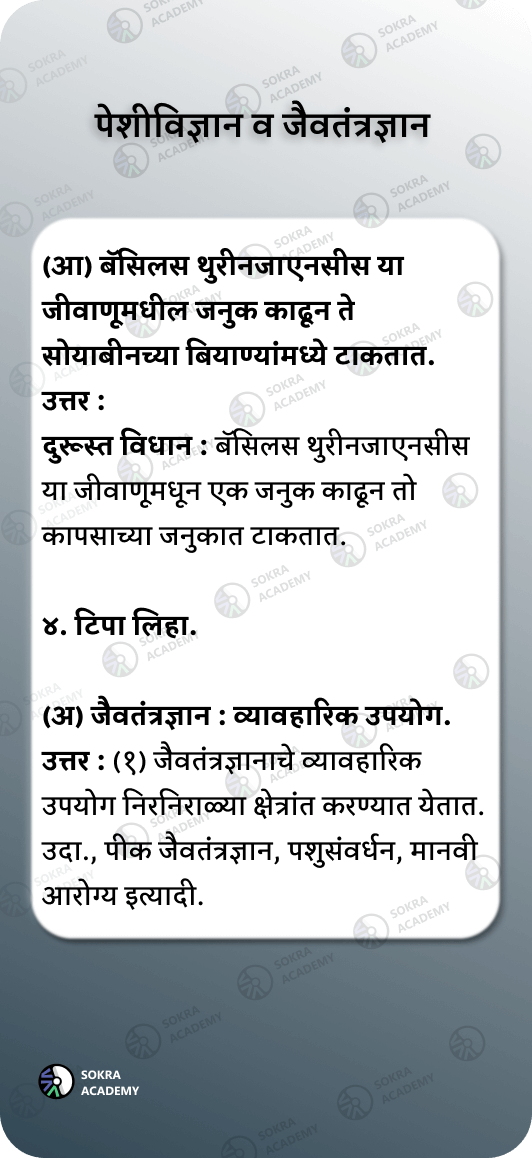 पेशीविज्ञान व जैवतंत्रज्ञान
(आ) बॅसिलस थुरीनजाएनसीस या
जीवाणूमधील जनुक काढून ते
सोयाबीनच्या बियाण्यांमध्ये टाकतात.
उत्तर :
दुरूस्त विधान : बॅसिलस थुरीनजाएनसीस
या जीवाणूमधून एक जनुक काढून तो
कापसाच्या जनुकात टाकतात.
४. टिपा लिहा.
(अ) जैवतंत्रज्ञान : व्यावहारिक उपयोग.
उत्तर : (१) जैवतंत्रज्ञानाचे व्यावहारिक
उपयोग निरनिराळ्या क्षेत्रांत करण्यात येतात.
उदा., पीक जैवतंत्रज्ञान, पशुसंवर्धन, मानवी
आरोग्य इत्यादी.
SOKRA
ACADEMY